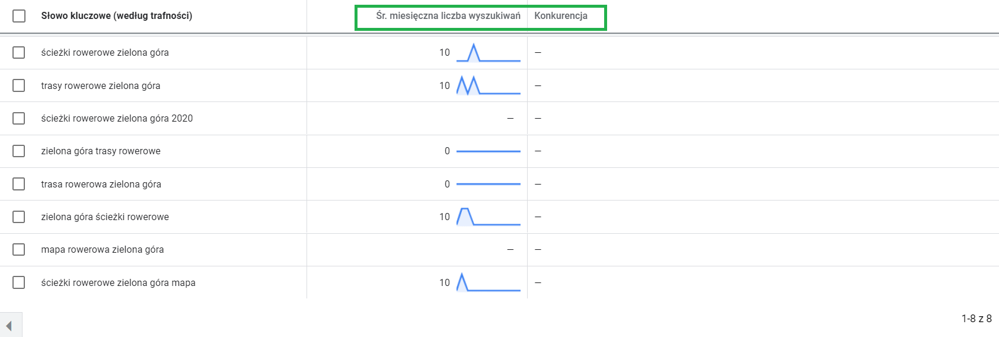 Słowo kluczowe (według trafności) Śr. miesięczna liczba wyszukiwań Konkurencja
ścieżki rowerowe zielona góra 10 –
trasy rowerowe zielona góra 10 –
ścieżki rowerowe zielona góra 2020 – –
zielona góra trasy rowerowe 0 –
trasa rowerowa zielona góra 0 –
zielona góra ścieżki rowerowe 10 –
mapa rowerowa zielona góra – –
ścieżki rowerowe zielona góra mapa 10 –
1-8 z 8